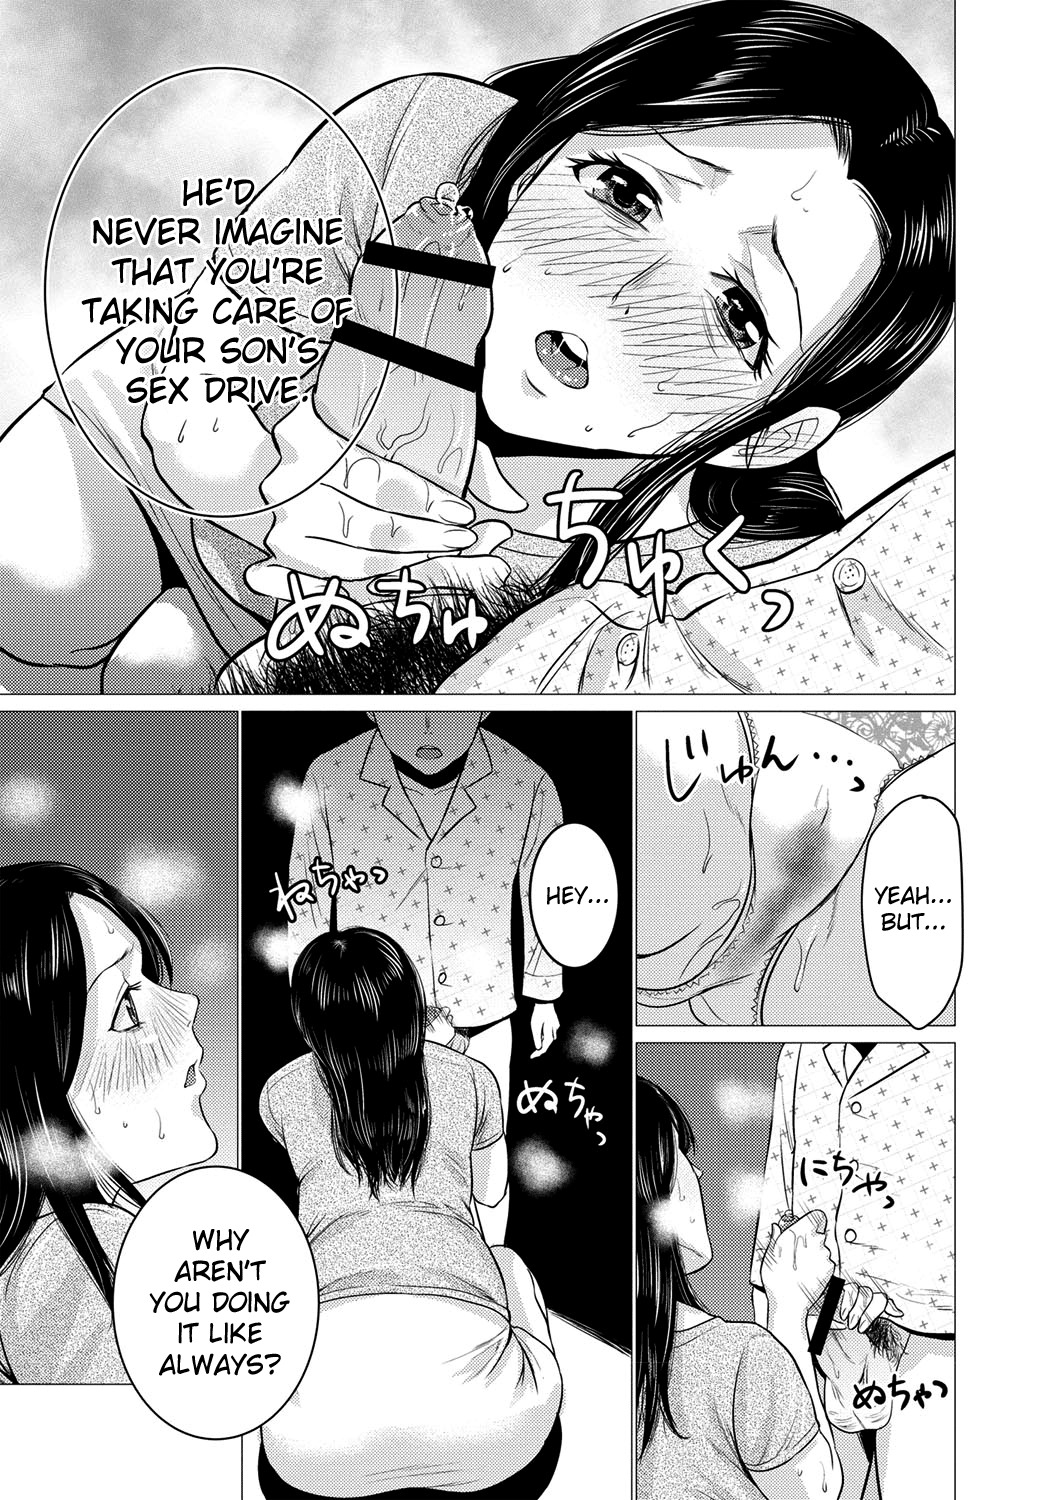 HE'D
NEVER IMAGINE
THAT YOU'RE
TAKING CARE OF
YOUR SON'S
SEX DRIVE.
ちゅくっ
ぬちゅ
じゅん…っ
YEAH...
BUT...
HEY...
ねちゃっ
ぬちゃっ
WHY
AREN'T
YOU DOING
IT LIKE
ALWAYS?
にちゃっ
ぬちゃっ